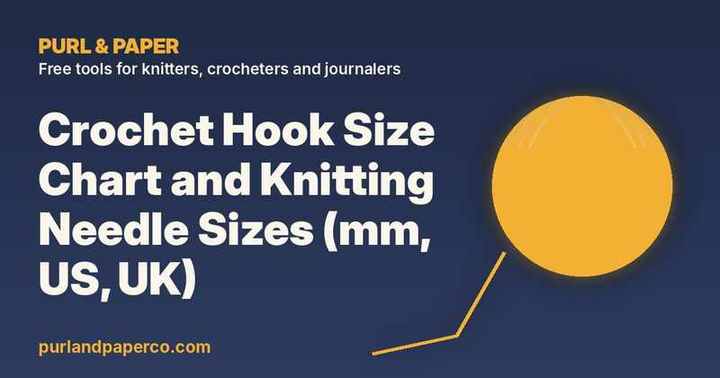 PURL & PAPER
Free tools for knitters, crocheters and journalers
Crochet Hook Size
Chart and Knitting
Needle Sizes (mm,
US, UK)
purlandpaperco.com